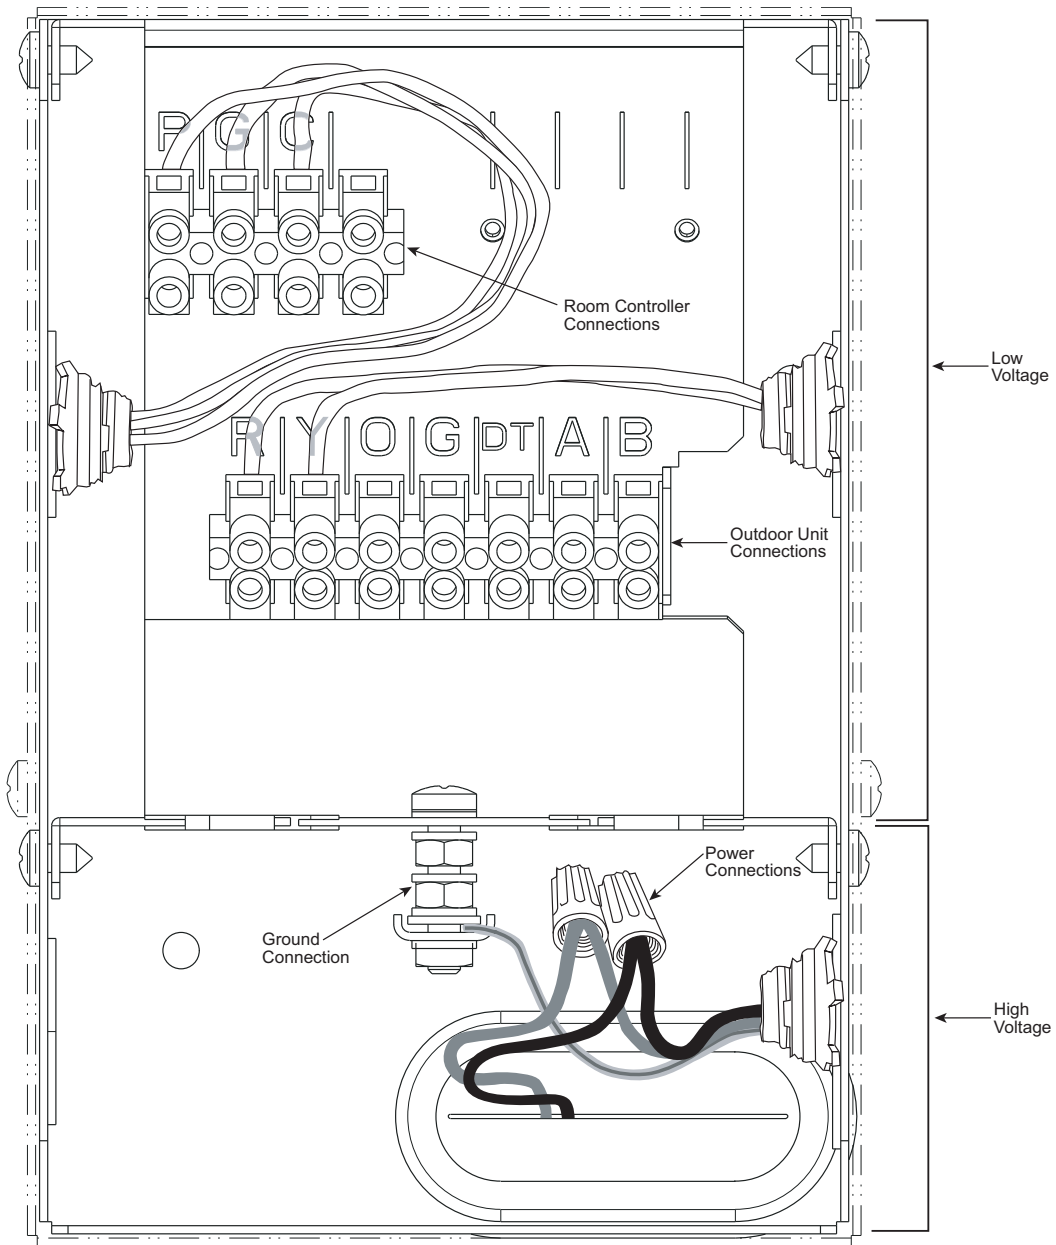 R G C
Room Controller
Connections
Low
Voltage
R Y O G DT A B
Outdoor Unit
Connections
Power
Connections
Ground
Connection
High
Voltage